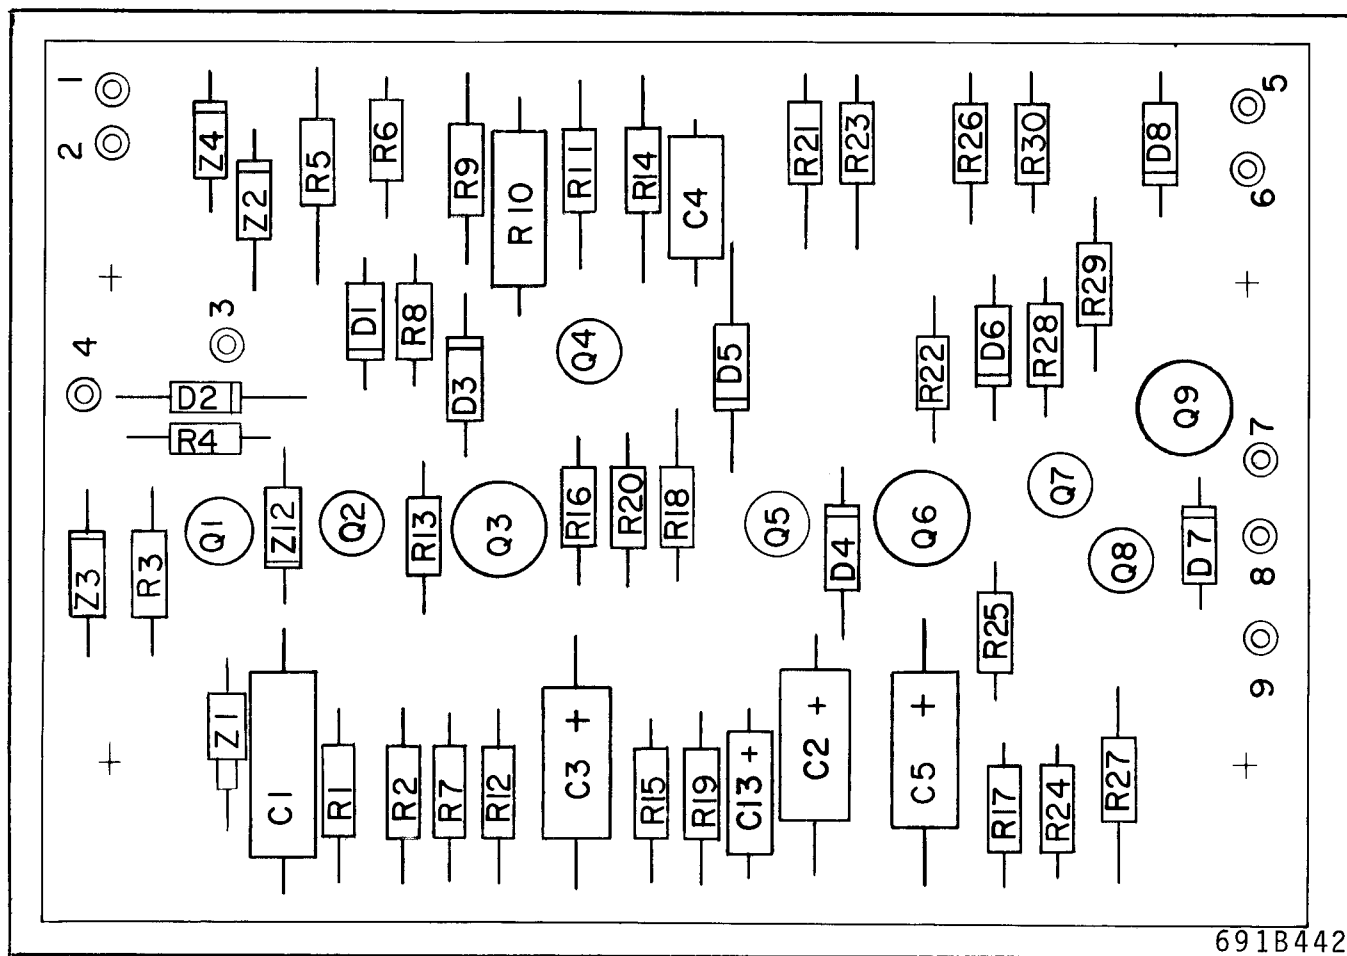 1
2
Z4
Z2
R5
R6
R9
R10
R11
R14
C4
R21
R23
R26
R30
D8
5
6
3
4
D1
R8
D3
Q4
D5
R22
D6
R28
R29
D2
R4
Q9
7
Z3
R3
Q1
Z12
Q2
R13
Q3
R16
R20
R18
Q5
D4
Q6
Q7
Q8
D7
8
R25
9
Z1
C1
R1
R2
R7
R12
C3 +
R15
R19
C13 +
C2 +
C5 +
R17
R24
R27
691B442